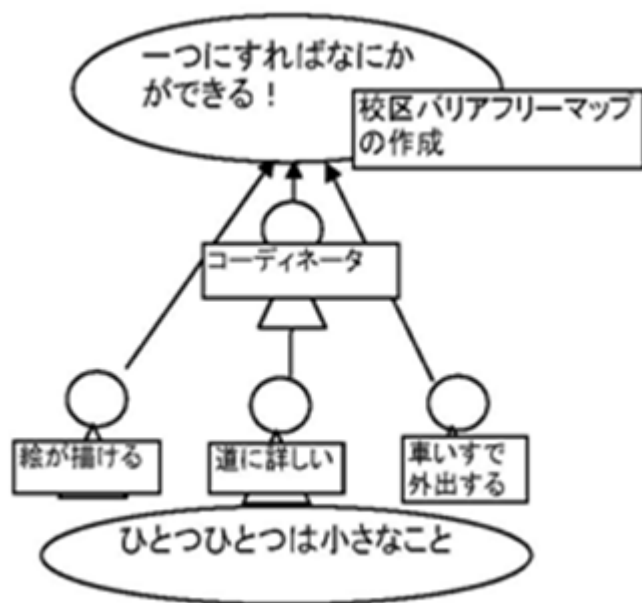 一つにすればなにか
ができる！
校区バリアフリーマップ
の作成
コーディネータ
絵が描ける
道に詳しい
車いすで
外出する
ひとつひとつは小さなこと